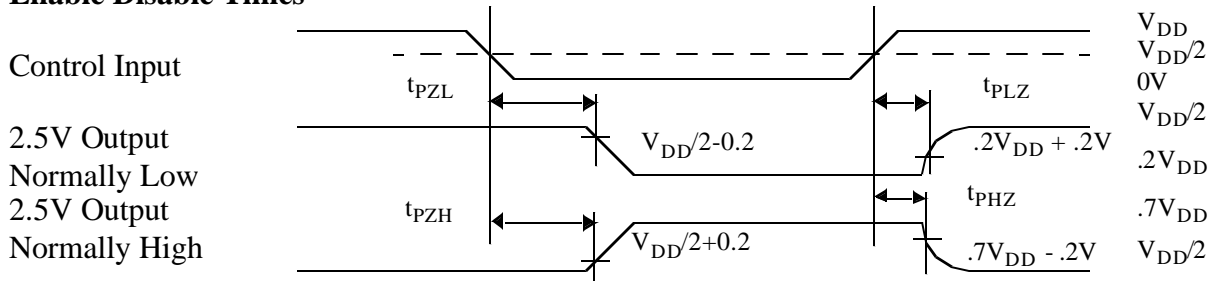 Enable Disable Times
Control Input
2.5V Output
Normally Low
2.5V Output
Normally High
tPZL
tPZH
VDD/2-0.2
VDD/2+0.2
tPLZ
.2VDD + .2V
tPHZ
.7VDD - .2V
VDD
VDD/2
0V
VDD/2
.2VDD
.7VDD
VDD/2